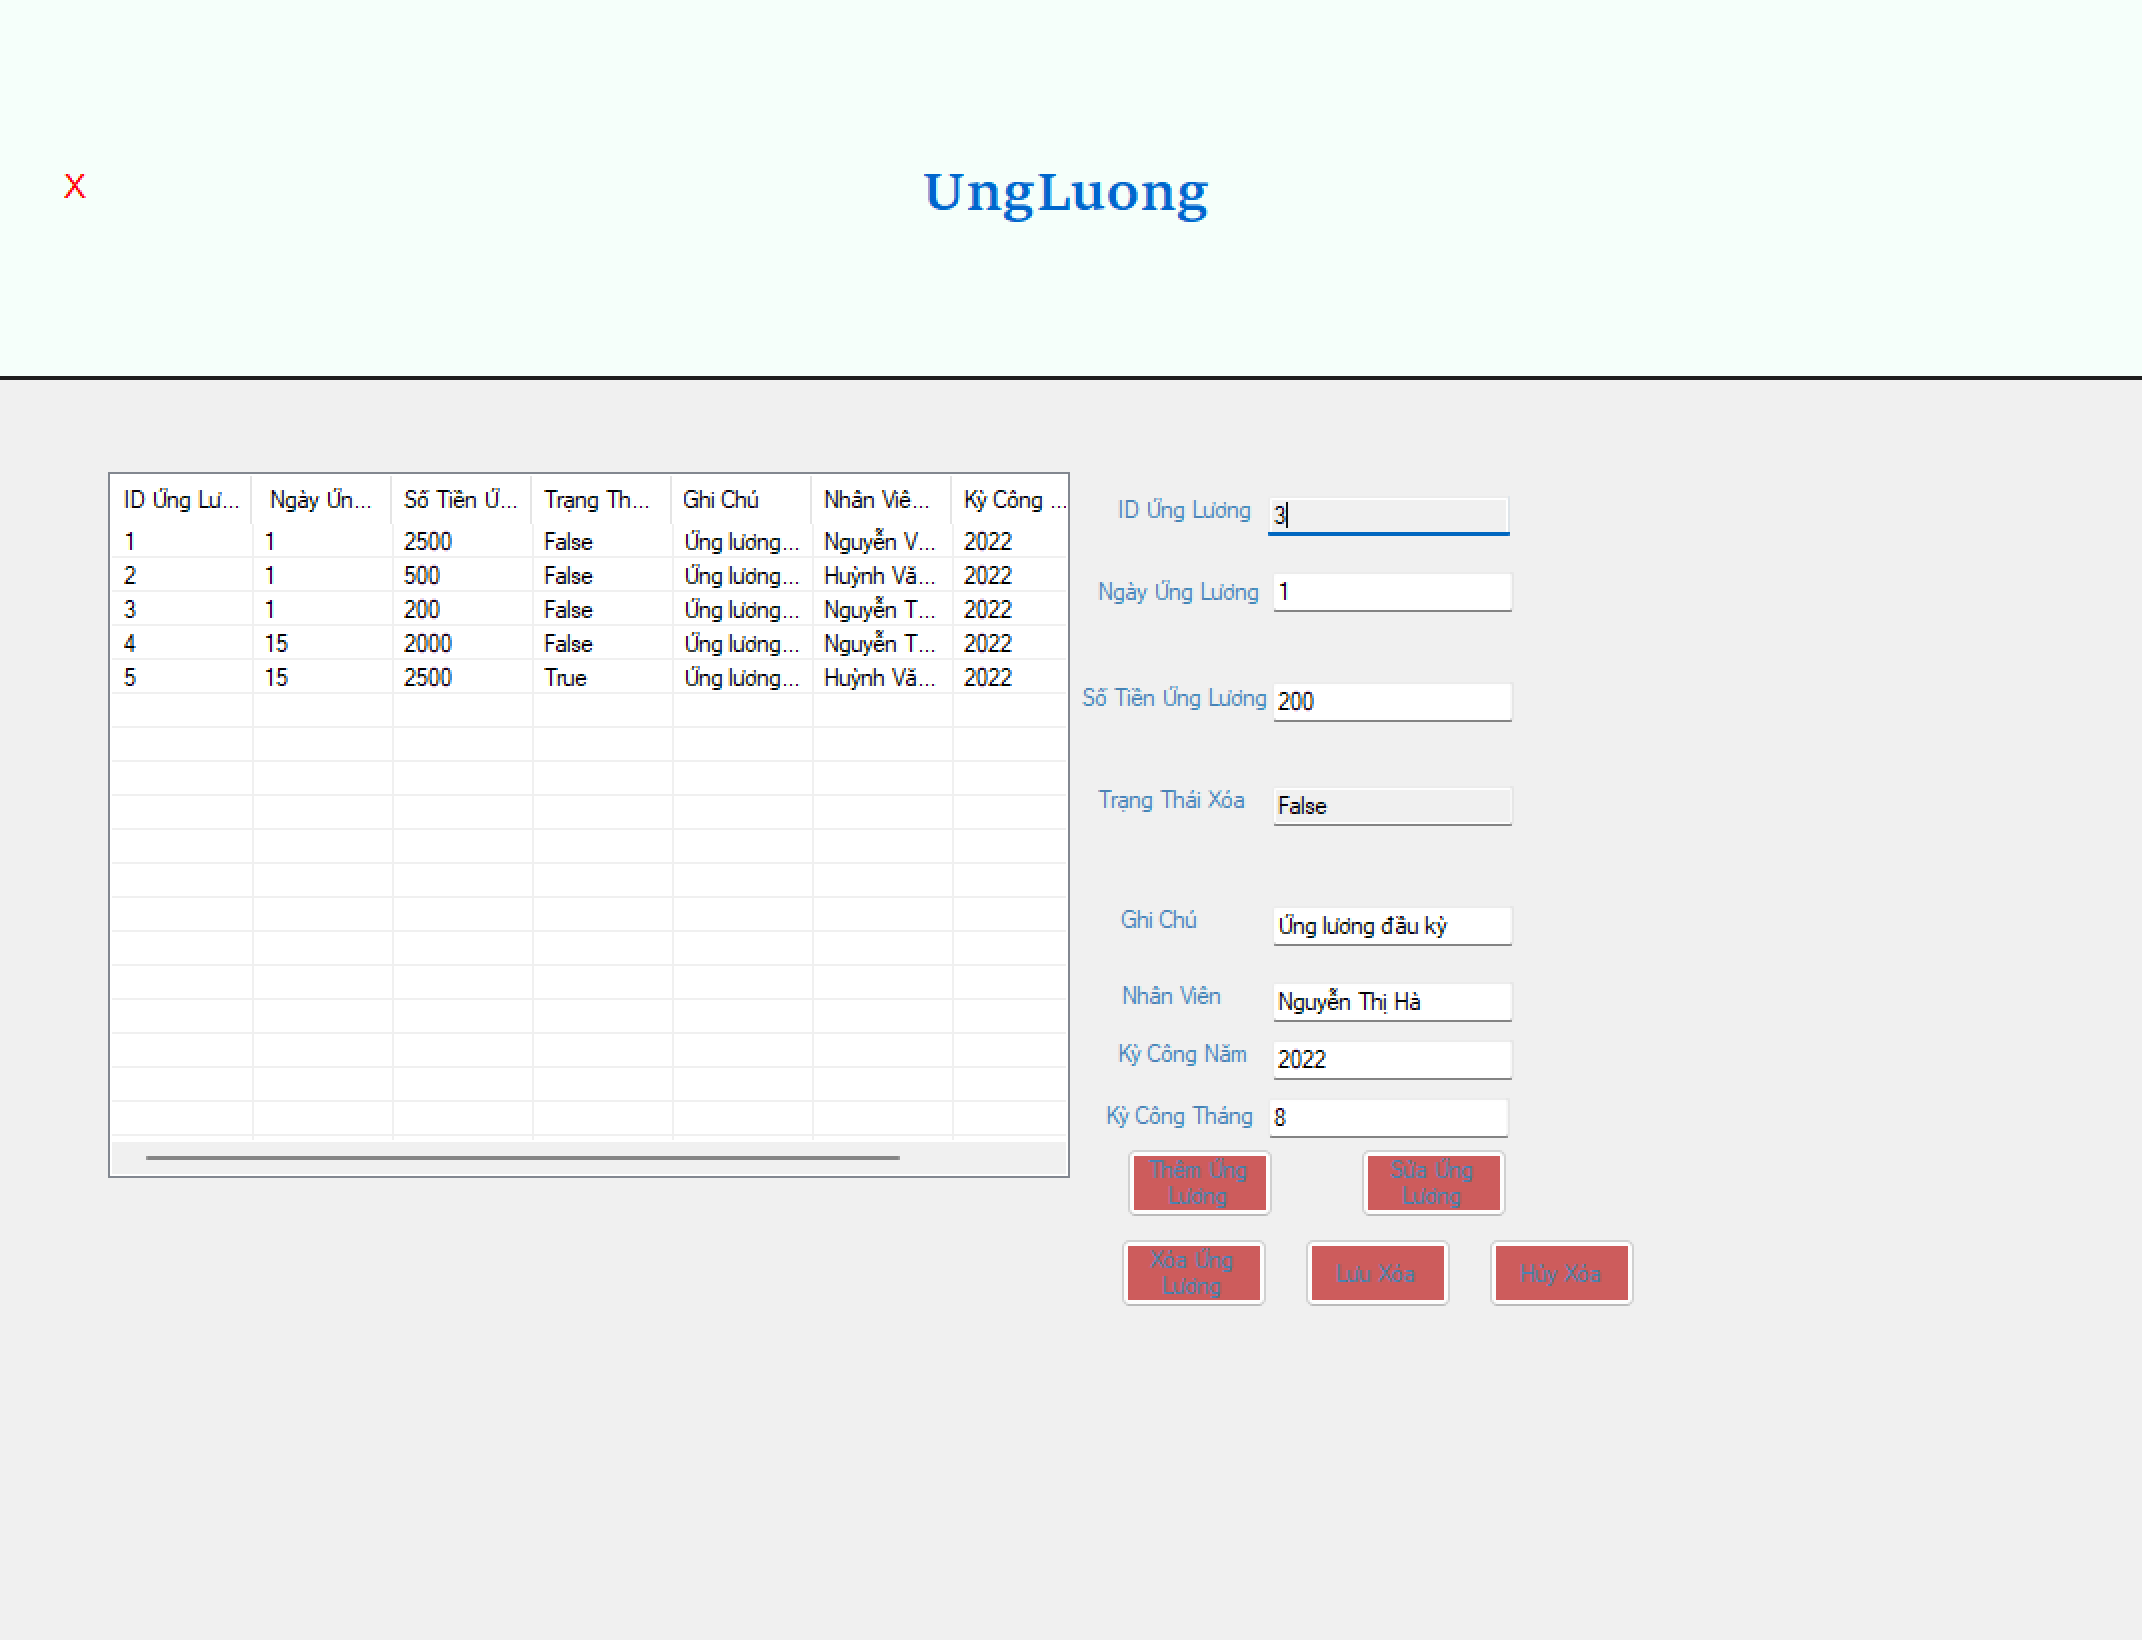 X
UngLuong
ID Ứng Lư... Ngày Ứn... Số Tiền Ứ... Trạng Th... Ghi Chú Nhân Viê... Kỳ Công ...
1 1 2500 False Ứng lương... Nguyễn V... 2022
2 1 500 False Ứng lương... Huỳnh Vă... 2022
3 1 200 False Ứng lương... Nguyễn T... 2022
4 15 2000 False Ứng lương... Nguyễn T... 2022
5 15 2500 True Ứng lương... Huỳnh Vă... 2022
ID Ứng Lương 3
Ngày Ứng Lương 1
Số Tiền Ứng Lương 200
Trạng Thái Xóa False
Ghi Chú Ứng lương đầu kỳ
Nhân Viên Nguyễn Thị Hà
Kỳ Công Năm 2022
Kỳ Công Tháng 8
Thêm Ứng
Lương
Sửa Ứng
Lương
Xóa Ứng
Lương
Lưu Xóa
Hủy Xóa